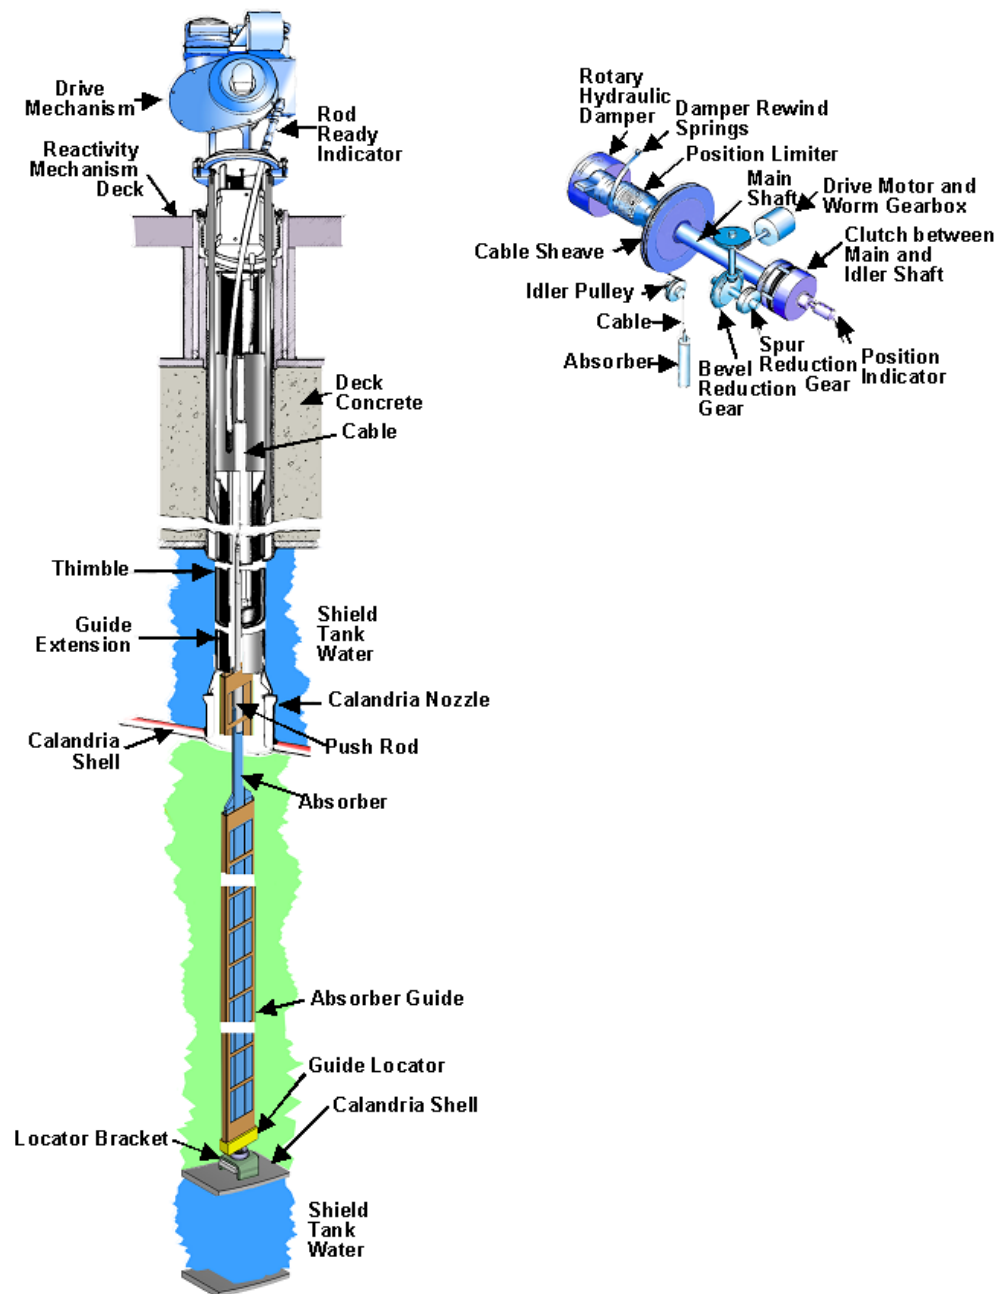 Drive
Mechanism
Rod
Ready
Indicator
Reactivity
Mechanism
Deck
Deck
Concrete
Cable
Thimble
Guide
Extension
Shield
Tank
Water
Calandria Nozzle
Calandria
Shell
Push Rod
Absorber
Absorber Guide
Guide Locator
Calandria Shell
Locator Bracket
Shield
Tank
Water
Rotary
Hydraulic
Damper
Damper Rewind
Springs
Position Limiter
Main
Shaft
Drive Motor and
Worm Gearbox
Cable Sheave
Clutch between
Main and
Idler Shaft
Idler Pulley
Cable
Absorber
Bevel
Reduction
Gear
Spur
Reduction
Gear
Position
Indicator